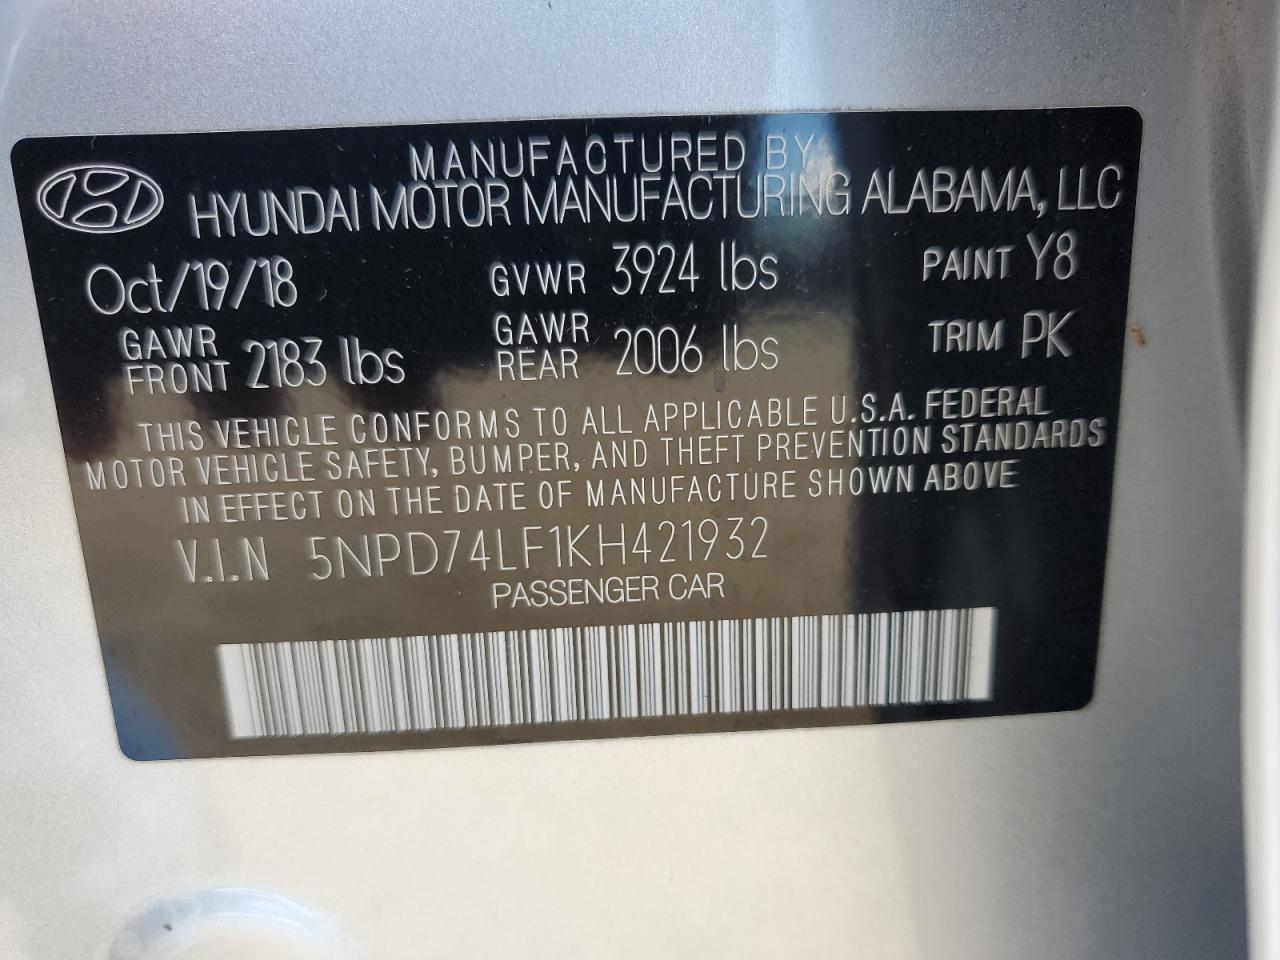 MANUFACTURED BY
HYUNDAI MOTOR MANUFACTURING ALABAMA, LLC
Oct/19/18 GVWR 3924 lbs PAINT Y8
GAWR FRONT 2183 lbs GAWR REAR 2006 lbs TRIM PK
THIS VEHICLE CONFORMS TO ALL APPLICABLE U.S.A. FEDERAL
MOTOR VEHICLE SAFETY, BUMPER, AND THEFT PREVENTION STANDARDS
IN EFFECT ON THE DATE OF MANUFACTURE SHOWN ABOVE
V.I.N 5NPD74LF1KH421932
PASSENGER CAR